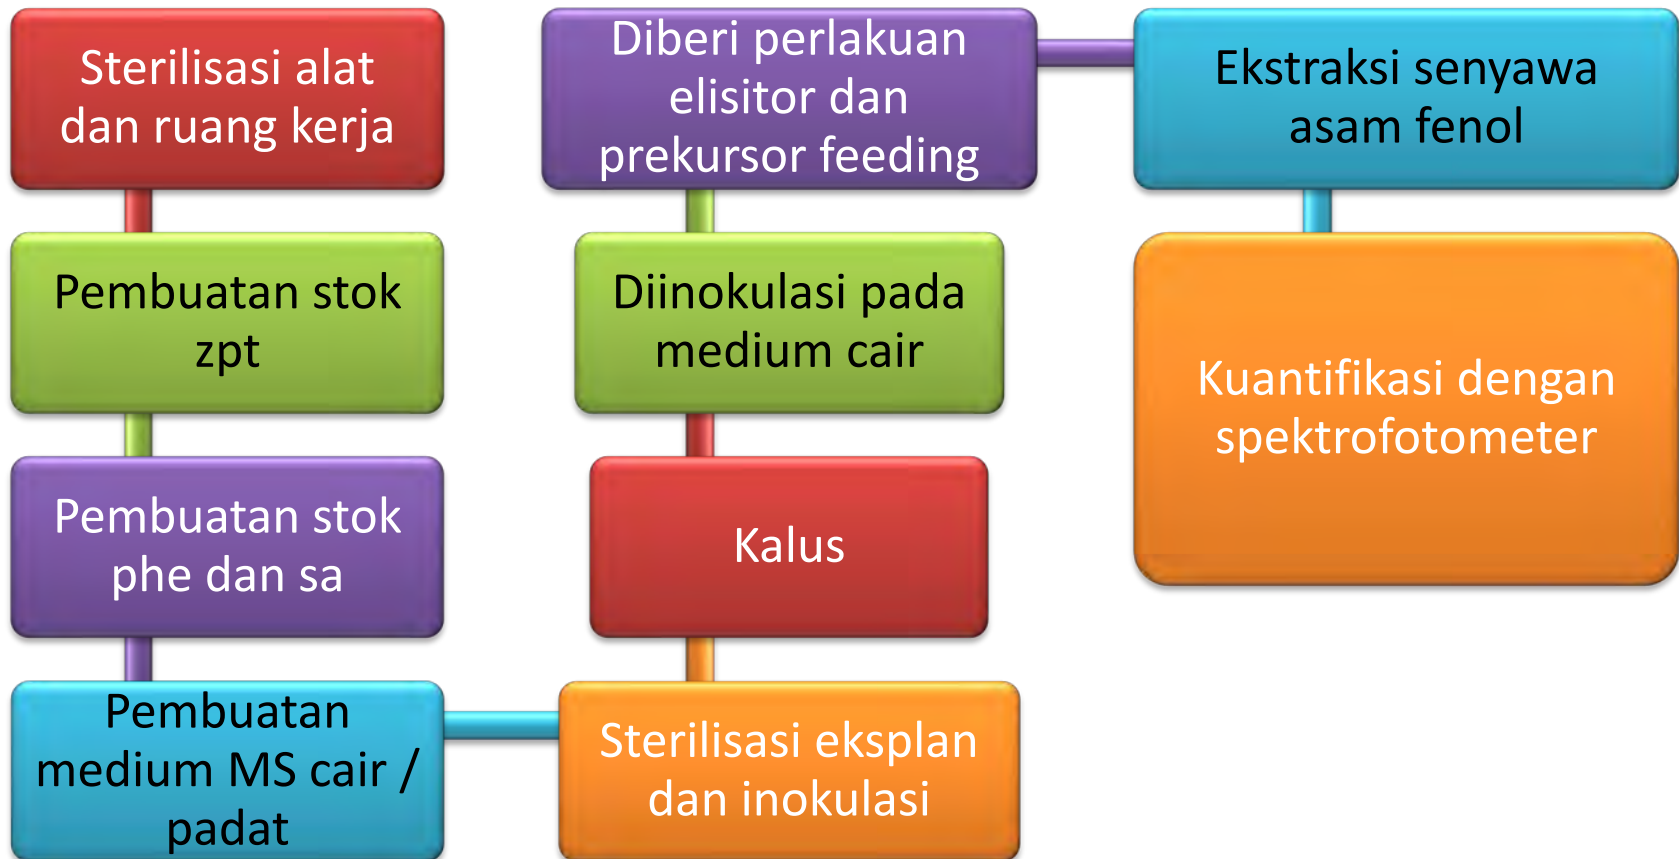 Sterilisasi alat
dan ruang kerja
Pembuatan stok
zpt
Pembuatan stok
phe dan sa
Pembuatan
medium MS cair /
padat
Sterilisasi eksplan
dan inokulasi
Kalus
Diinokulasi pada
medium cair
Diberi perlakuan
elisitor dan
prekursor feeding
Ekstraksi senyawa
asam fenol
Kuantifikasi dengan
spektrofotometer